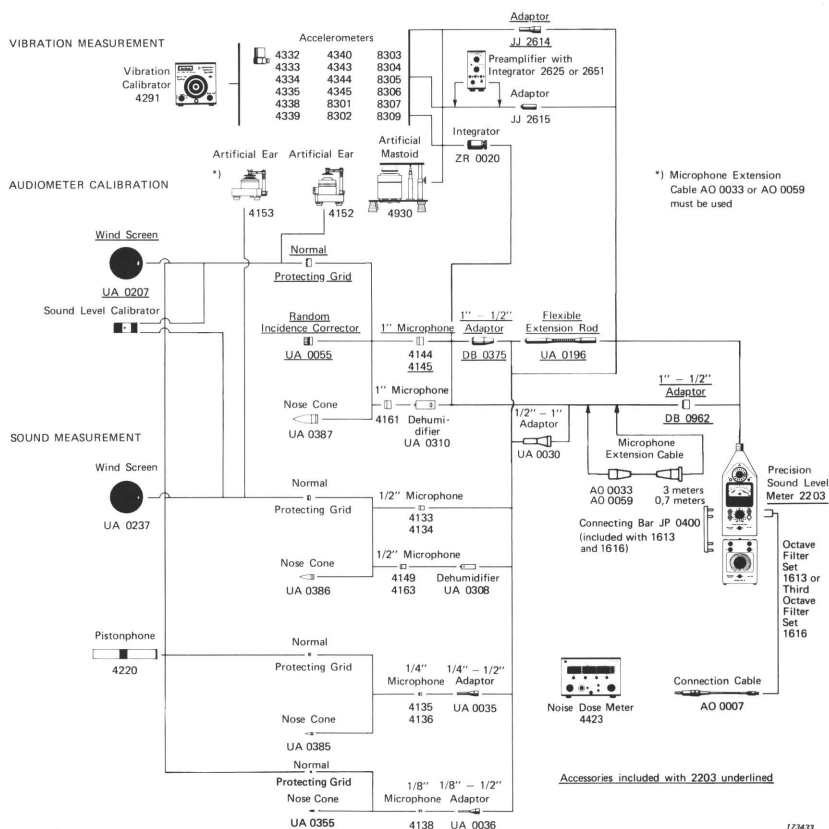 VIBRATION MEASUREMENT
Vibration
Calibrator
4291
Accelerometers
4332 4340 8303
4333 4343 8304
4334 4344 8305
4335 4345 8306
4338 8301 8307
4339 8302 8309
Adaptor
JJ 2614
Preamplifier with
Integrator 2625 or 2651
Adaptor
JJ 2615
Integrator
ZR 0020
AUDIOMETER CALIBRATION
Artificial Ear
*)
4153
Artificial Ear
4152
Artificial
Mastoid
4930
*) Microphone Extension
Cable AO 0033 or AO 0059
must be used
Wind Screen
UA 0207
Sound Level Calibrator
Normal
Protecting Grid
Random
Incidence Corrector
UA 0055
1'' Microphone
4144
4145
1'' – 1/2''
Adaptor
DB 0375
Flexible
Extension Rod
UA 0196
Nose Cone
UA 0387
1'' Microphone
4161
Dehumi-
difier
UA 0310
1/2'' – 1''
Adaptor
UA 0030
1'' – 1/2''
Adaptor
DB 0962
Microphone
Extension Cable
AO 0033 3 meters
AO 0059 0,7 meters
Precision
Sound Level
Meter 2203
Connecting Bar JP 0400
(included with 1613
and 1616)
Octave
Filter
Set
1613 or
Third
Octave
Filter
Set
1616
SOUND MEASUREMENT
Wind Screen
UA 0237
Normal
Protecting Grid
1/2'' Microphone
4133
4134
Nose Cone
UA 0386
1/2'' Microphone
4149
4163
Dehumidifier
UA 0308
Pistonphone
4220
Normal
Protecting Grid
Nose Cone
UA 0385
1/4''
Microphone
4135
4136
1/4'' – 1/2''
Adaptor
UA 0035
Noise Dose Meter
4423
Connection Cable
AO 0007
Normal
Protecting Grid
Nose Cone
UA 0355
1/8''
Microphone
4138
1/8'' – 1/2''
Adaptor
UA 0036
Accessories included with 2203 underlined
173433